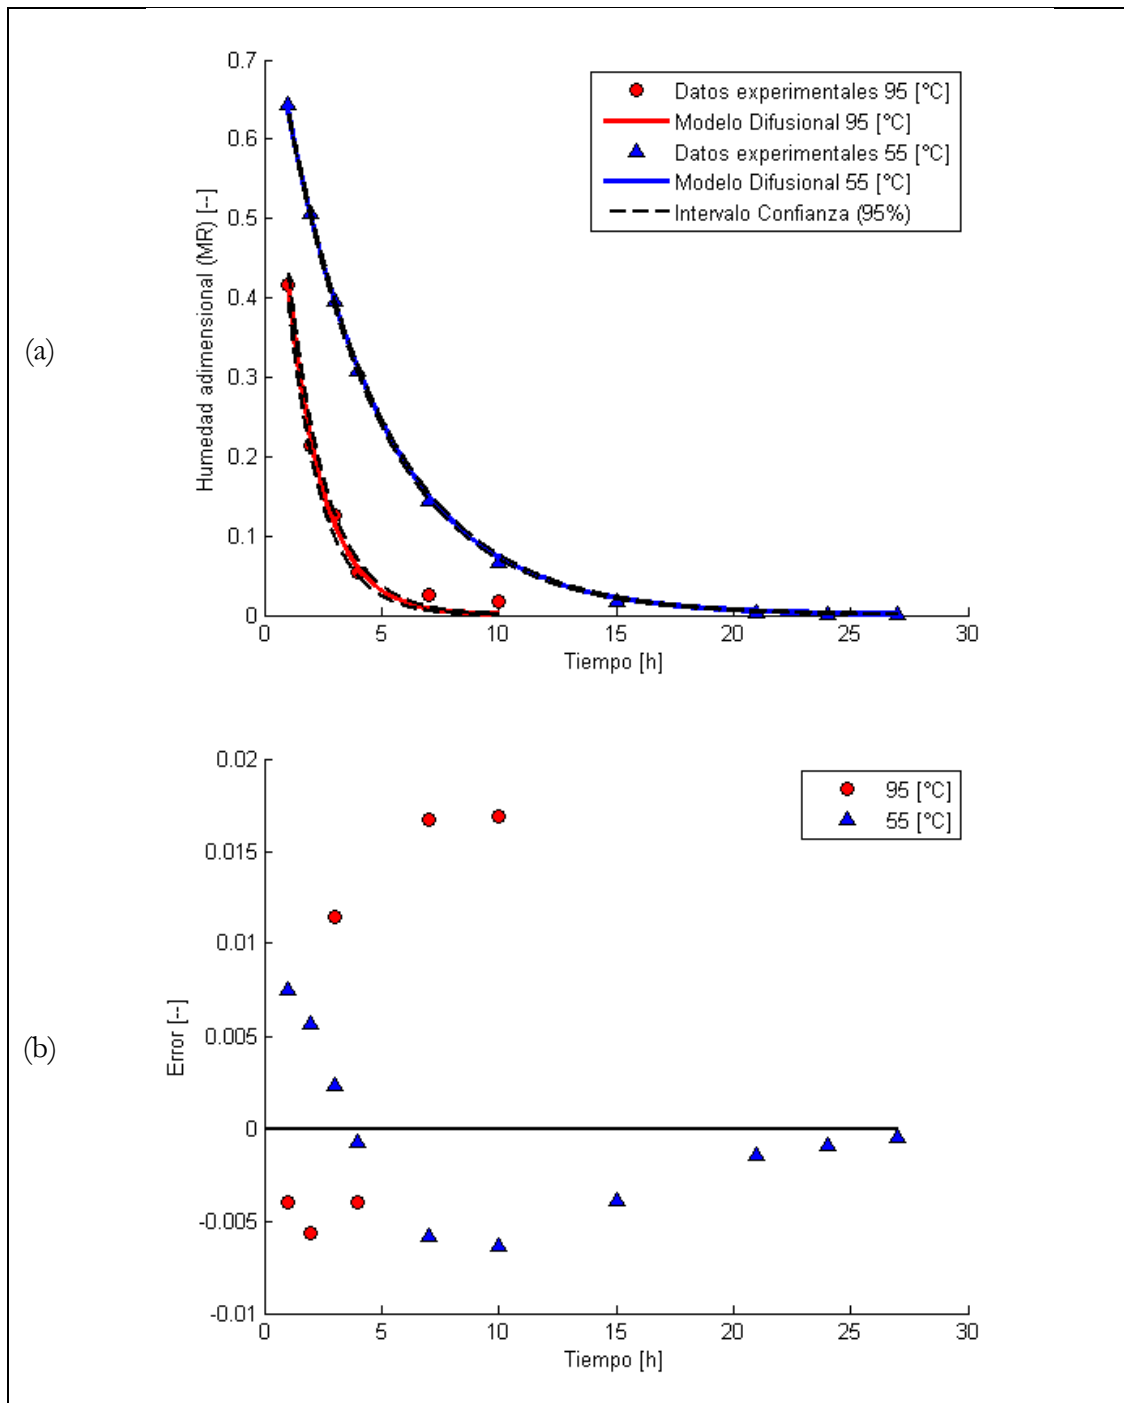 (a)
0.7
0.6
0.5
0.4
0.3
0.2
0.1
0
Humedad adimensional (MR) [--]
Datos experimentales 95 [°C]
Modelo Difusional 95 [°C]
Datos experimentales 55 [°C]
Modelo Difusional 55 [°C]
Intervalo Confianza (95%)
0 5 10 15 20 25 30
Tiempo [h]
(b)
0.02
0.015
0.01
0.005
0
-0.005
-0.01
Error [--]
95 [°C]
55 [°C]
0 5 10 15 20 25 30
Tiempo [h]